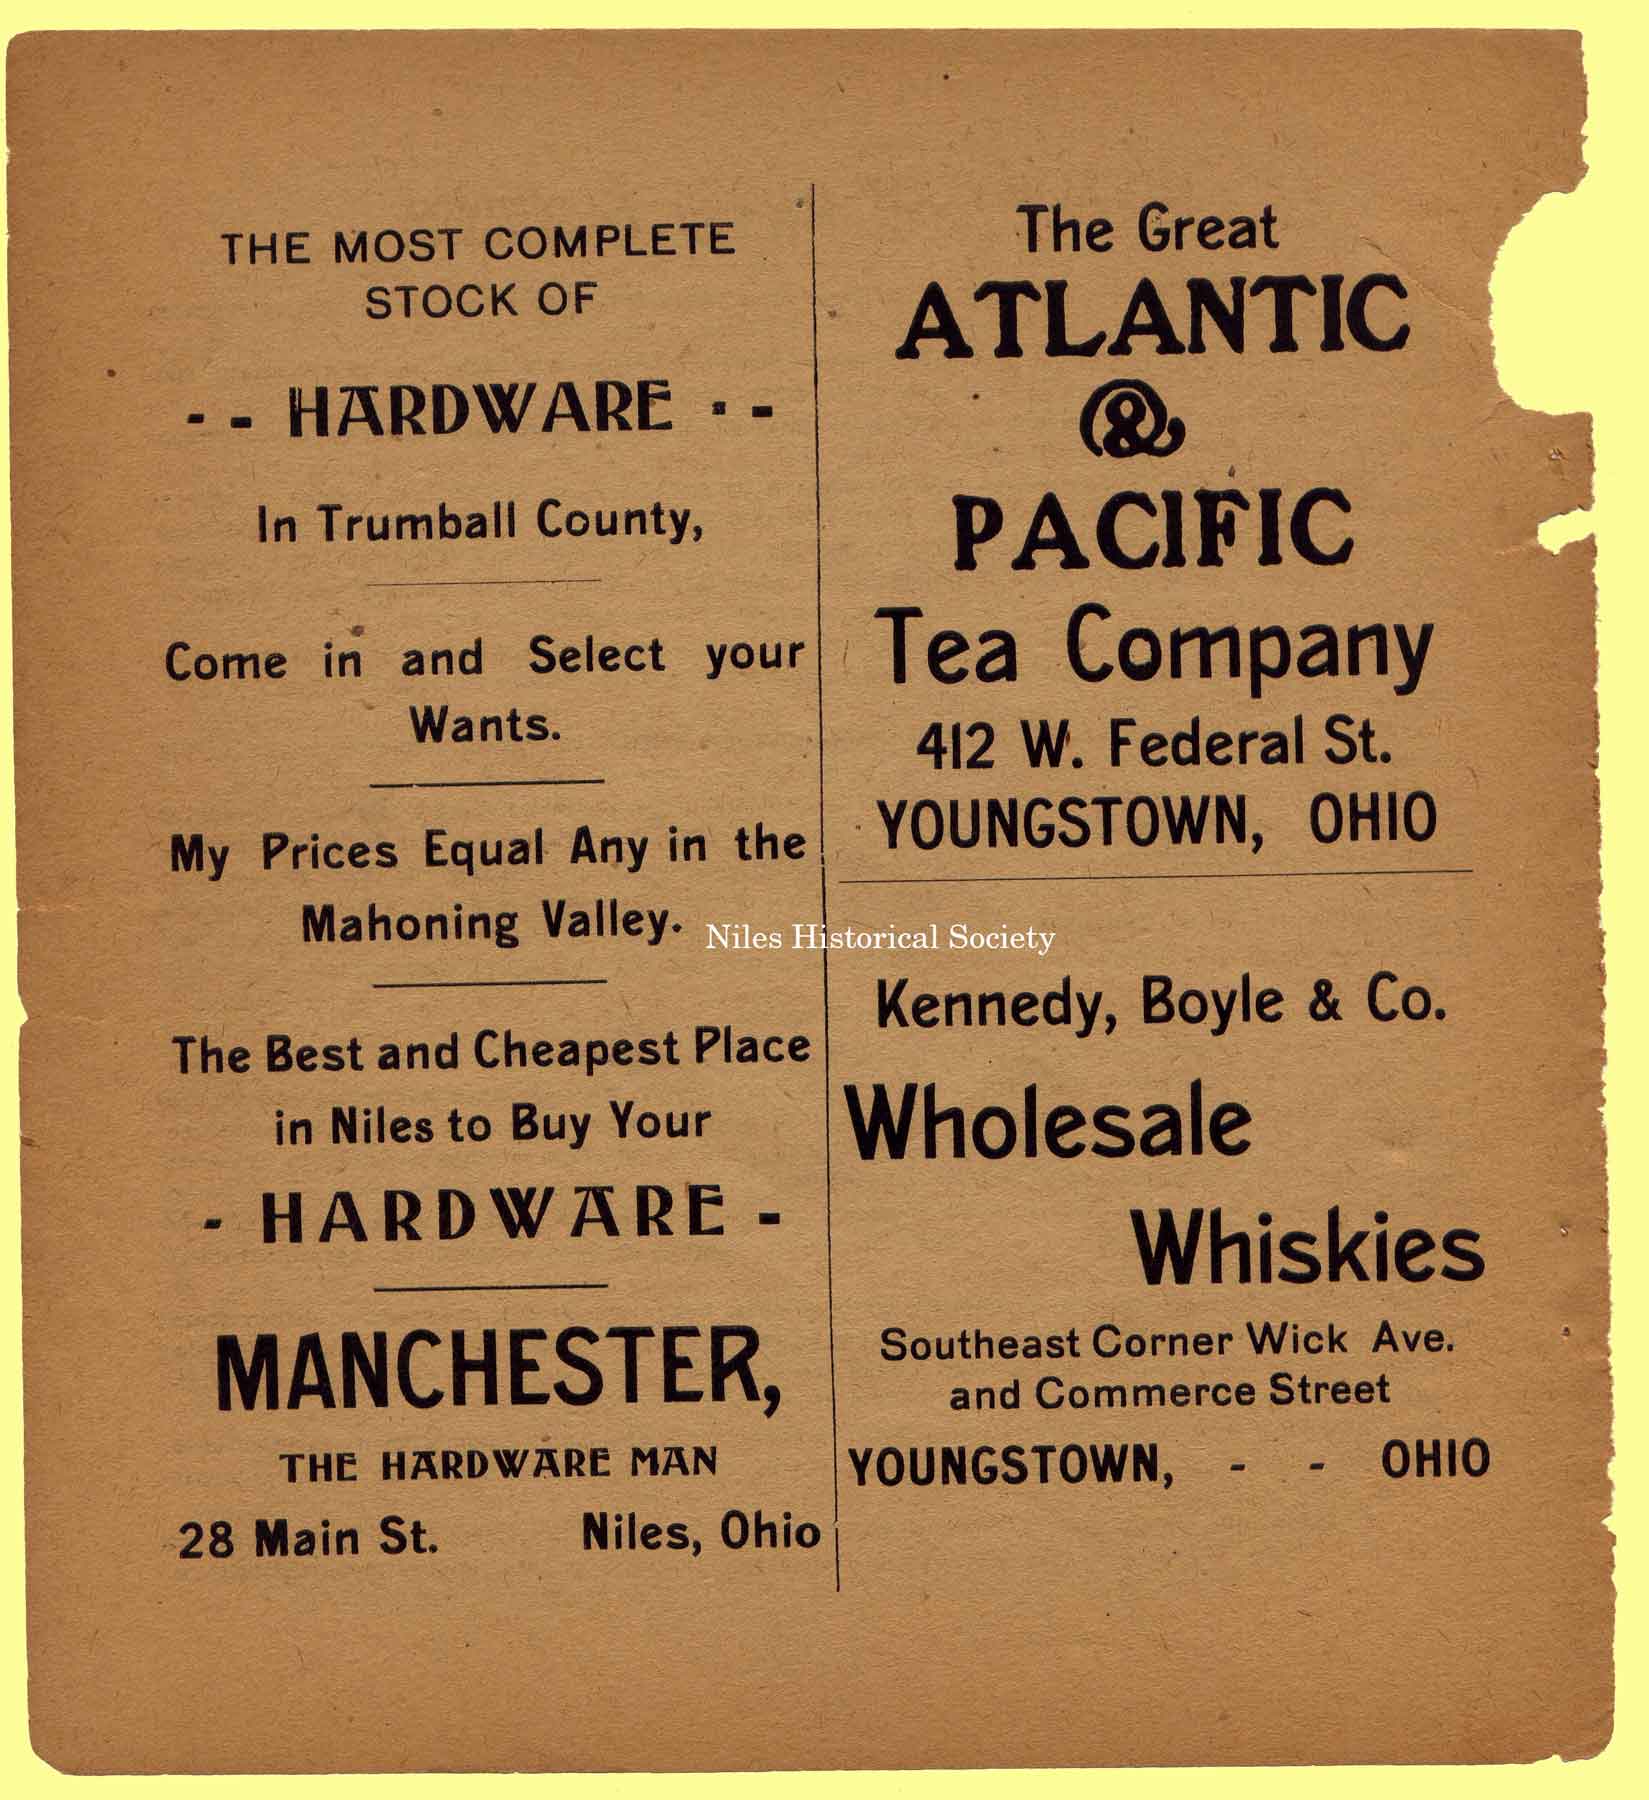 THE MOST COMPLETE
STOCK OF
- - HARDWARE - -
In Trumball County,
Come in and Select your
Wants.
My Prices Equal Any in the
Mahoning Valley.
The Best and Cheapest Place
in Niles to Buy Your
- HARDWARE -
MANCHESTER,
THE HARDWARE MAN
28 Main St. Niles, Ohio
The Great
ATLANTIC
&
PACIFIC
Tea Company
412 W. Federal St.
YOUNGSTOWN, OHIO
Kennedy, Boyle & Co.
Wholesale
Whiskies
Southeast Corner Wick Ave.
and Commerce Street
YOUNGSTOWN, - - OHIO
Niles Historical Society